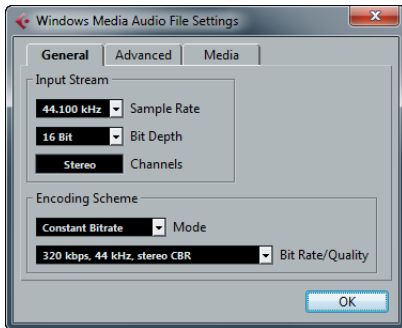 Windows Media Audio File Settings
General Advanced Media
Input Stream
44.100 kHz Sample Rate
16 Bit Bit Depth
Stereo Channels
Encoding Scheme
Constant Bitrate Mode
320 kbps, 44 kHz, stereo CBR Bit Rate/Quality
OK